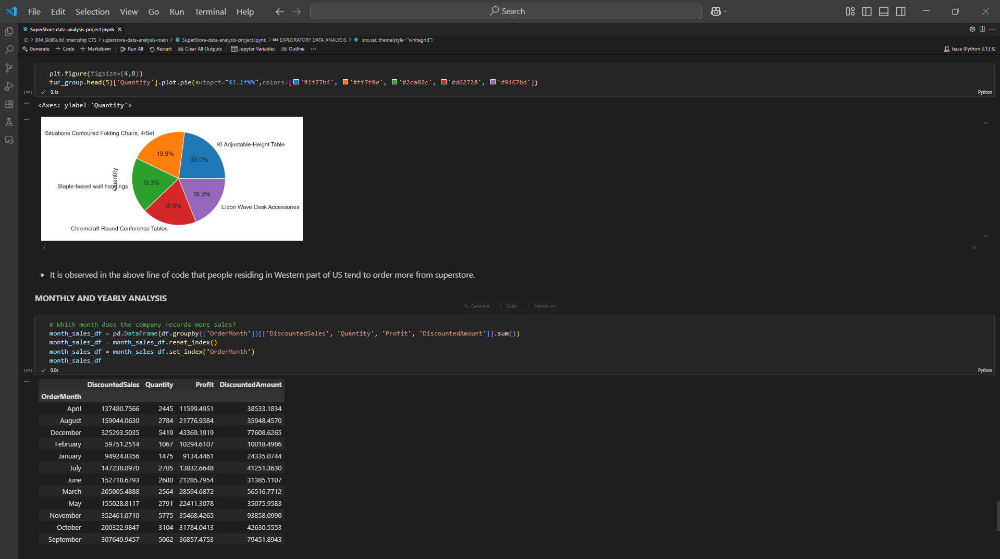 File Edit Selection View Go Run Terminal Help Search
SuperStore-data-analysis-project.ipynb
G: > IBM SkillBuild Internship CTS > superstore-data-analysis-main > SuperStore-data-analysis-project.ipynb > M↓ EXPLORATORY DATA ANALYSIS > sns.set_theme(style="whitegrid")
Generate + Code + Markdown | Run All Restart Clear All Outputs | Jupyter Variables Outline ... base (Python 3.13.5)
plt.figure(figsize=(4,8))
fur_group.head(5)['Quantity'].plot.pie(autopct="%1.1f%%",colors=['#1f77b4', '#ff7f0e', '#2ca02c', '#d62728', '#9467bd'])
[60] ✓ 0.1s Python
... <Axes: ylabel='Quantity'>
...
Situations Contoured Folding Chairs, 4/Set
KI Adjustable-Height Table
19.9%
23.0%
Quantity
19.3%
Staple-based wall hangings
18.9%
18.9%
Eldon Wave Desk Accessories
Chromcraft Round Conference Tables
• It is observed in the above line of code that people residing in Western part of US tend to order more from superstore.
MONTHLY AND YEARLY ANALYSIS
Generate + Code + Markdown
# Which month does the company records more sales?
month_sales_df = pd.DataFrame(df.groupby(['OrderMonth'])[['DiscountedSales', 'Quantity', 'Profit', 'DiscountedAmount']].sum())
month_sales_df = month_sales_df.reset_index()
month_sales_df = month_sales_df.set_index('OrderMonth')
month_sales_df
[61] ✓ 0.0s Python
...
DiscountedSales Quantity Profit DiscountedAmount
OrderMonth
April 137480.7566 2445 11599.4951 38533.1834
August 159044.0630 2784 21776.9384 35948.4570
December 325293.5035 5419 43369.1919 77608.6265
February 59751.2514 1067 10294.6107 10018.4986
January 94924.8356 1475 9134.4461 24335.0744
July 147238.0970 2705 13832.6648 41251.3630
June 152718.6793 2680 21285.7954 31385.1107
March 205005.4888 2564 28594.6872 56516.7712
May 155028.8117 2791 22411.3078 35075.9583
November 352461.0710 5775 35468.4265 93858.0990
October 200322.9847 3104 31784.0413 42630.5553
September 307649.9457 5062 36857.4753 79451.8943